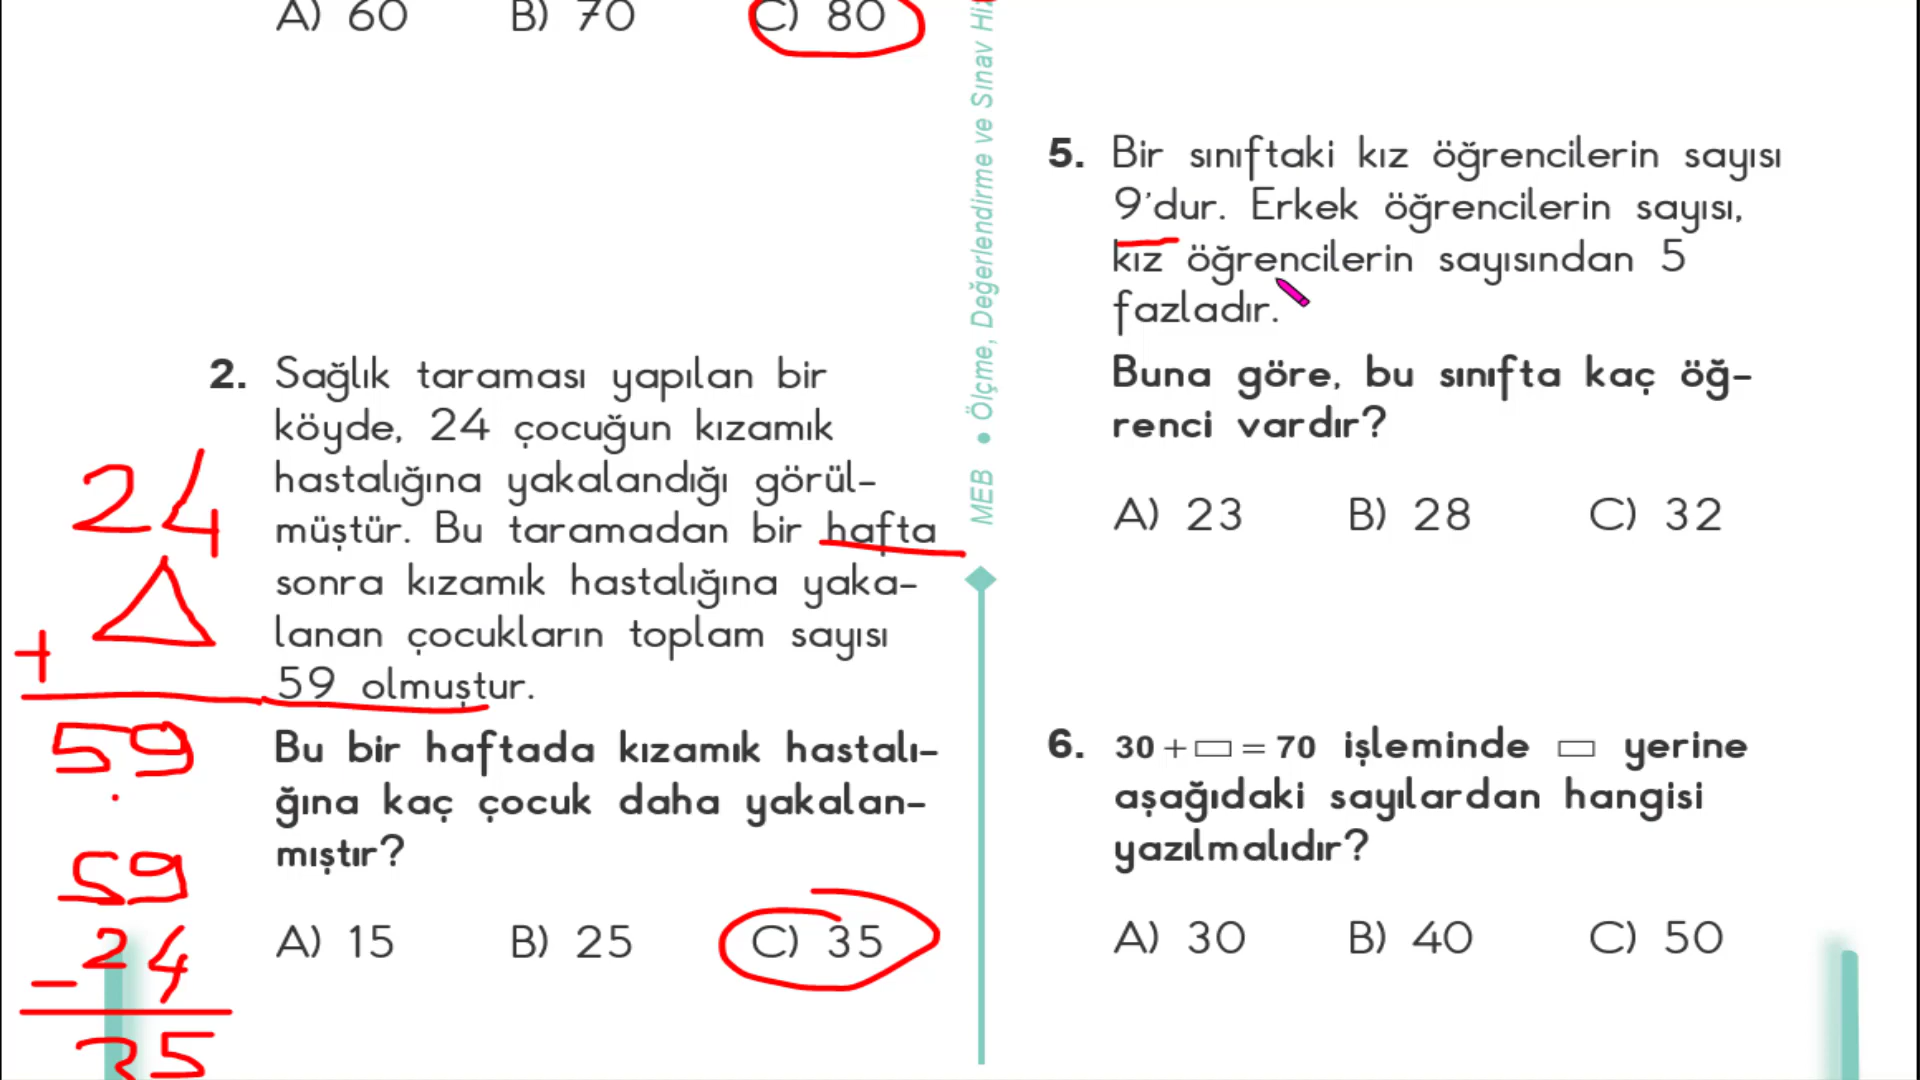 A) 60 B) 70 C) 80
2. Sağlık taraması yapılan bir
köyde, 24 çocuğun kızamık
hastalığına yakalandığı görül-
müştür. Bu taramadan bir hafta
sonra kızamık hastalığına yaka-
lanan çocukların toplam sayısı
59 olmuştur.
Bu bir haftada kızamık hastalı-
ğına kaç çocuk daha yakalan-
mıştır?
A) 15 B) 25 C) 35
24
+
59
59
- 24
35
MEB • Ölçme, Değerlendirme ve Sınav
5. Bir sınıftaki kız öğrencilerin sayısı
9'dur. Erkek öğrencilerin sayısı,
kız öğrencilerin sayısından 5
fazladır.
Buna göre, bu sınıfta kaç öğ-
renci vardır?
A) 23 B) 28 C) 32
6. 30 + ▭ = 70 işleminde ▭ yerine
aşağıdaki sayılardan hangisi
yazılmalıdır?
A) 30 B) 40 C) 50